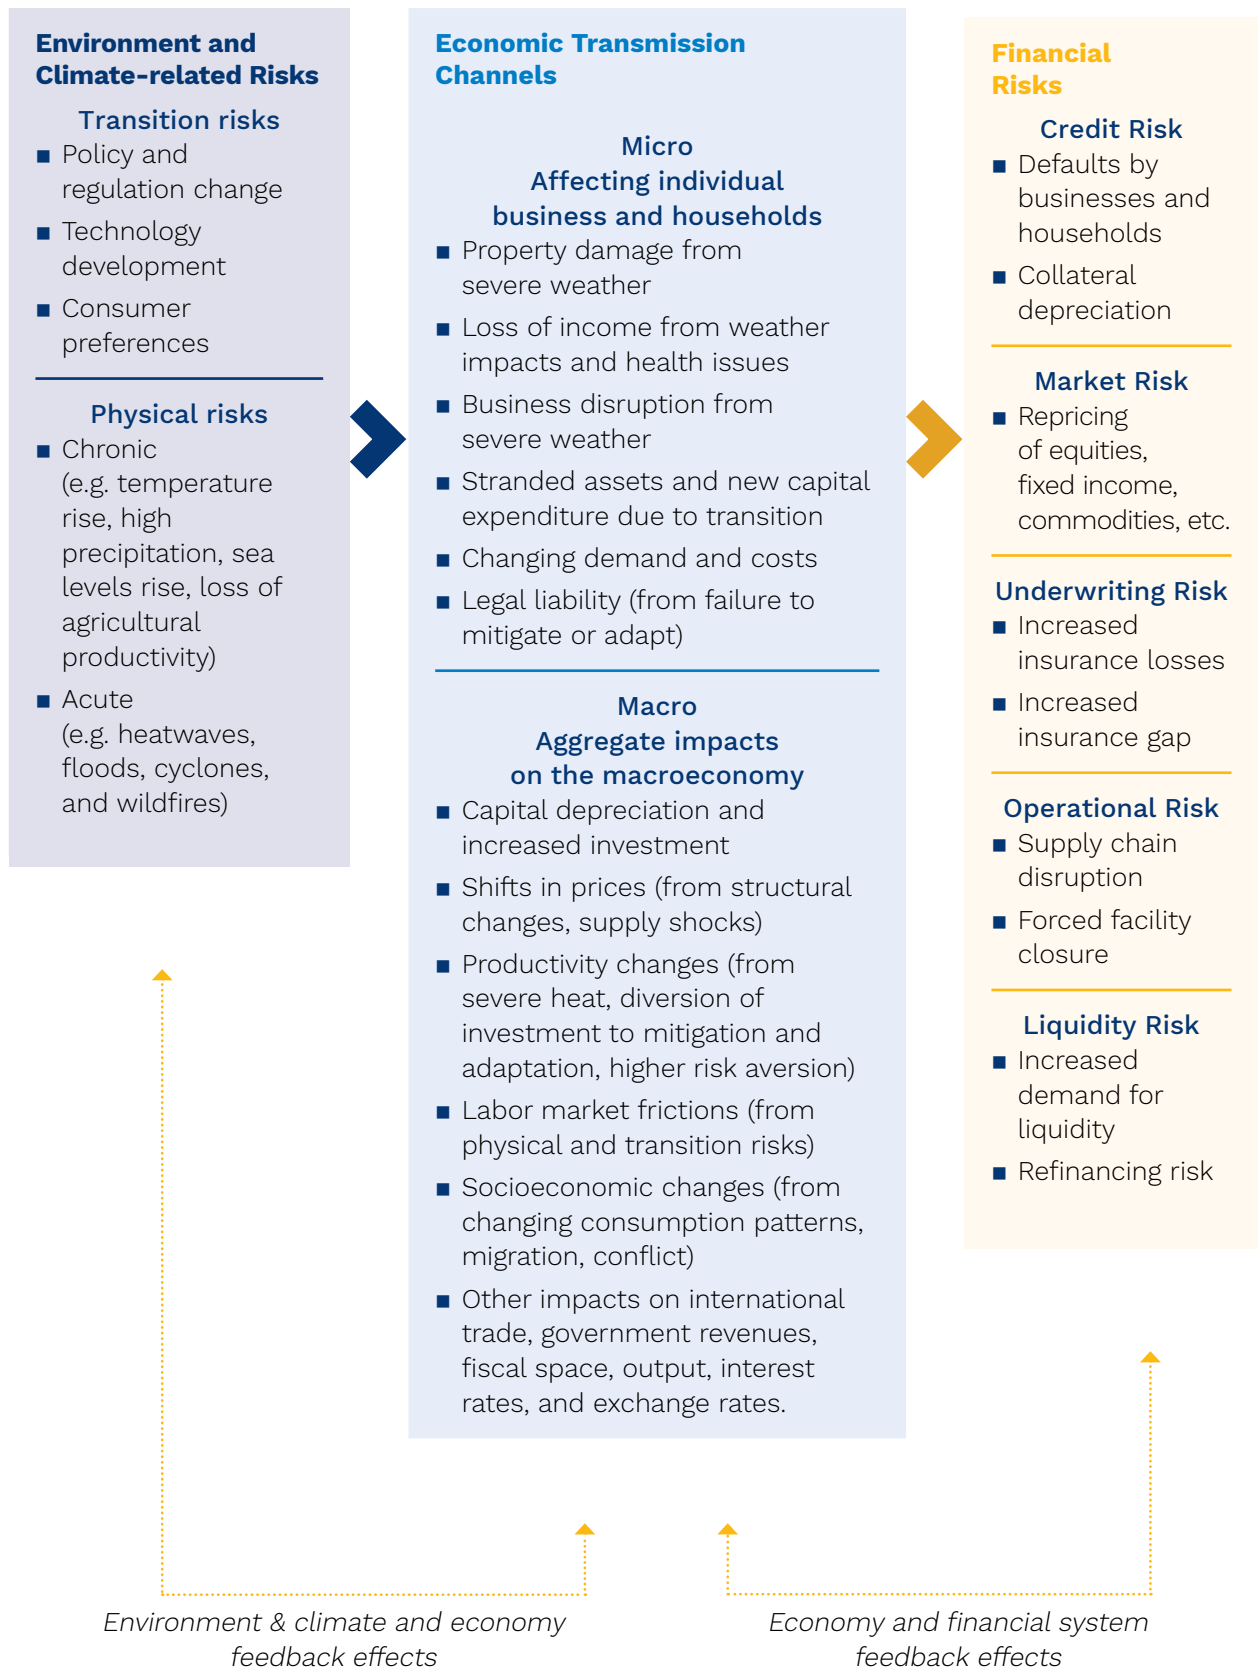 Environment and
Climate-related Risks
Transition risks
■ Policy and
regulation change
■ Technology
development
■ Consumer
preferences
Physical risks
■ Chronic
(e.g. temperature
rise, high
precipitation, sea
levels rise, loss of
agricultural
productivity)
■ Acute
(e.g. heatwaves,
floods, cyclones,
and wildfires)
Economic Transmission
Channels
Micro
Affecting individual
business and households
■ Property damage from
severe weather
■ Loss of income from weather
impacts and health issues
■ Business disruption from
severe weather
■ Stranded assets and new capital
expenditure due to transition
■ Changing demand and costs
■ Legal liability (from failure to
mitigate or adapt)
Macro
Aggregate impacts
on the macroeconomy
■ Capital depreciation and
increased investment
■ Shifts in prices (from structural
changes, supply shocks)
■ Productivity changes (from
severe heat, diversion of
investment to mitigation and
adaptation, higher risk aversion)
■ Labor market frictions (from
physical and transition risks)
■ Socioeconomic changes (from
changing consumption patterns,
migration, conflict)
■ Other impacts on international
trade, government revenues,
fiscal space, output, interest
rates, and exchange rates.
Financial
Risks
Credit Risk
■ Defaults by
businesses and
households
■ Collateral
depreciation
Market Risk
■ Repricing
of equities,
fixed income,
commodities, etc.
Underwriting Risk
■ Increased
insurance losses
■ Increased
insurance gap
Operational Risk
■ Supply chain
disruption
■ Forced facility
closure
Liquidity Risk
■ Increased
demand for
liquidity
■ Refinancing risk
Environment & climate and economy
feedback effects
Economy and financial system
feedback effects